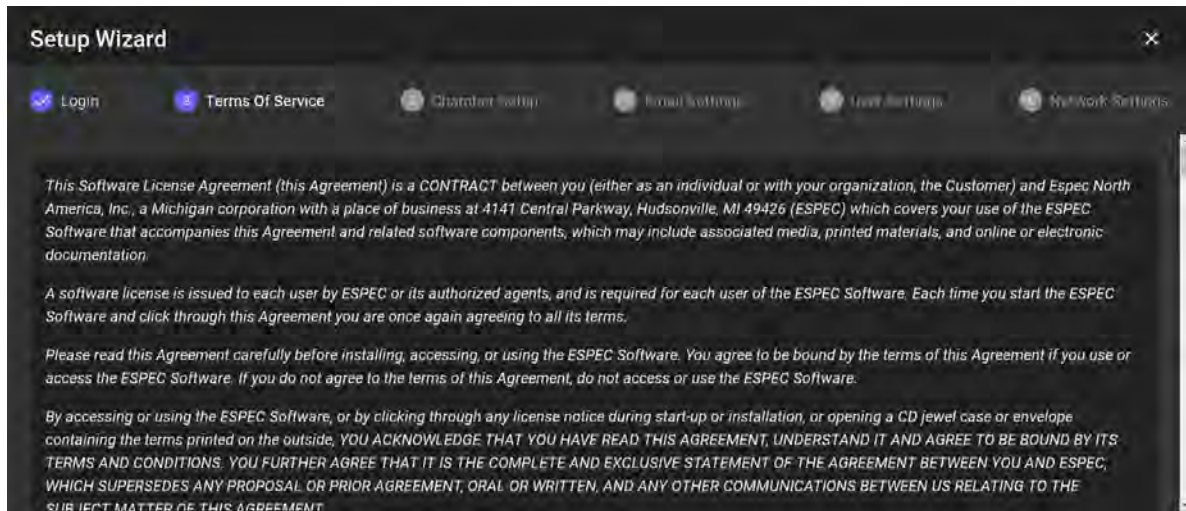 Setup Wizard
Login Terms Of Service Chamber Setup Email Settings User Settings Network Settings
This Software License Agreement (this Agreement) is a CONTRACT between you (either as an individual or with your organization, the Customer) and Espec North
America, Inc., a Michigan corporation with a place of business at 4141 Central Parkway, Hudsonville, MI 49426 (ESPEC) which covers your use of the ESPEC
Software that accompanies this Agreement and related software components, which may include associated media, printed materials, and online or electronic
documentation.
A software license is issued to each user by ESPEC or its authorized agents, and is required for each user of the ESPEC Software. Each time you start the ESPEC
Software and click through this Agreement you are once again agreeing to all its terms.
Please read this Agreement carefully before installing, accessing, or using the ESPEC Software. You agree to be bound by the terms of this Agreement if you use or
access the ESPEC Software. If you do not agree to the terms of this Agreement, do not access or use the ESPEC Software.
By accessing or using the ESPEC Software, or by clicking through any license notice during start-up or installation, or opening a CD jewel case or envelope
containing the terms printed on the outside, YOU ACKNOWLEDGE THAT YOU HAVE READ THIS AGREEMENT, UNDERSTAND IT AND AGREE TO BE BOUND BY ITS
TERMS AND CONDITIONS. YOU FURTHER AGREE THAT IT IS THE COMPLETE AND EXCLUSIVE STATEMENT OF THE AGREEMENT BETWEEN YOU AND ESPEC,
WHICH SUPERSEDES ANY PROPOSAL OR PRIOR AGREEMENT, ORAL OR WRITTEN, AND ANY OTHER COMMUNICATIONS BETWEEN US RELATING TO THE
SUBJECT MATTER OF THIS AGREEMENT